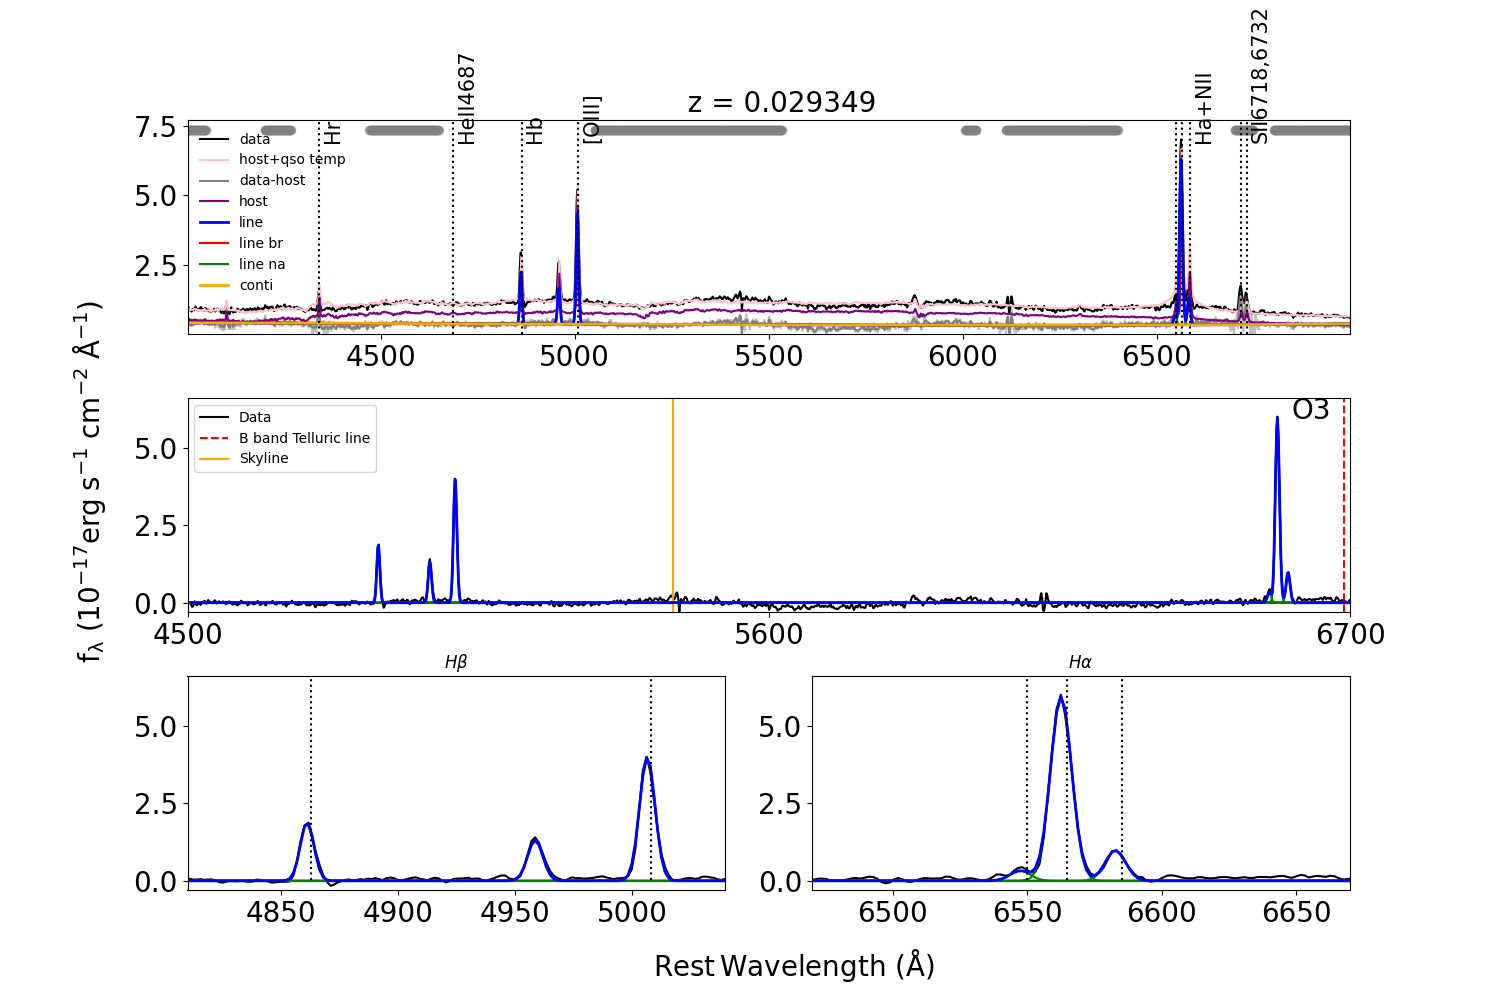 z = 0.029349
Hr
HeII4687
Hb
[OIII]
Ha+NII
SII6718,6732
7.5
5.0
2.5
data
host+qso temp
data-host
host
line
line br
line na
conti
4500
5000
5500
6000
6500
f_λ (10⁻¹⁷erg s⁻¹ cm⁻² Å⁻¹)
5.0
2.5
0.0
Data
B band Telluric line
Skyline
O3
4500
5600
6700
Hβ
5.0
2.5
0.0
4850
4900
4950
5000
Hα
5.0
2.5
0.0
6500
6550
6600
6650
Rest Wavelength (Å)